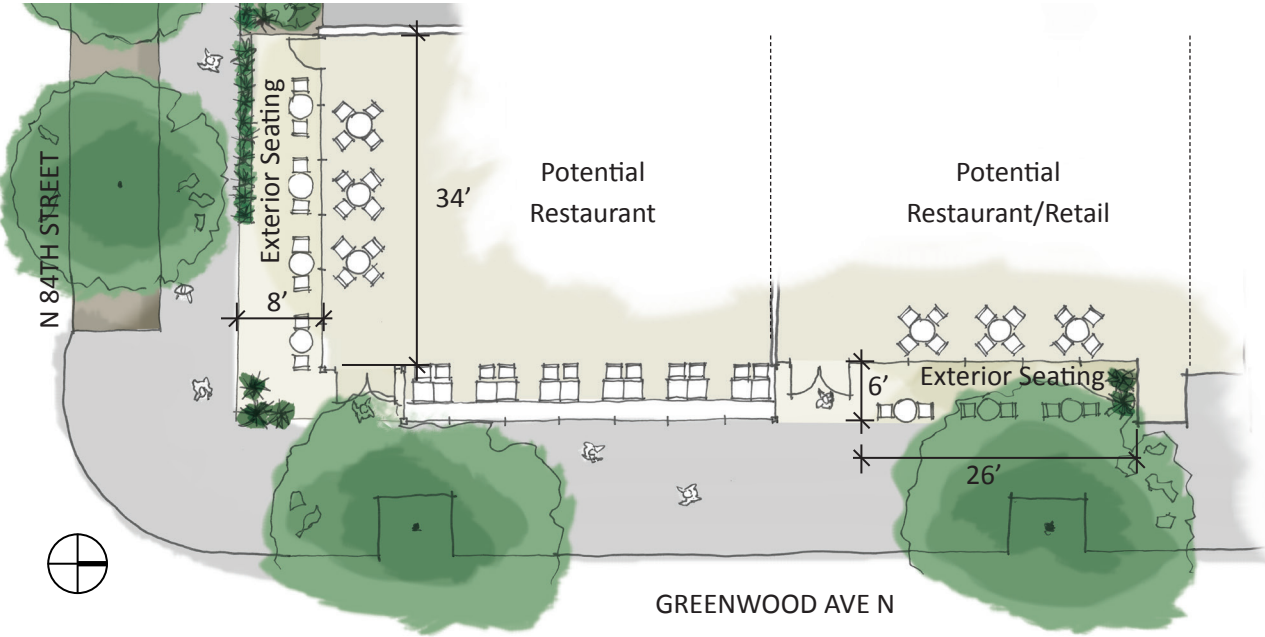 N 84TH STREET
Exterior Seating
8’
34’
Potential
Restaurant
Potential
Restaurant/Retail
Exterior Seating
6’
26’
GREENWOOD AVE N